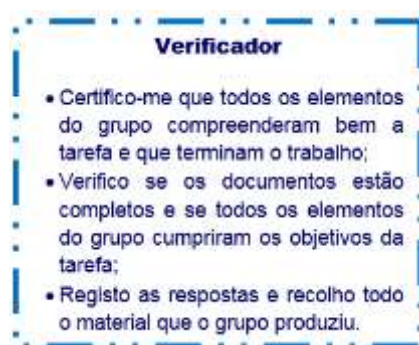 Verificador
• Certifico-me que todos os elementos
do grupo compreenderam bem a
tarefa e que terminam o trabalho;
• Verifico se os documentos estão
completos e se todos os elementos
do grupo cumpriram os objetivos da
tarefa;
• Registo as respostas e recolho todo
o material que o grupo produziu.